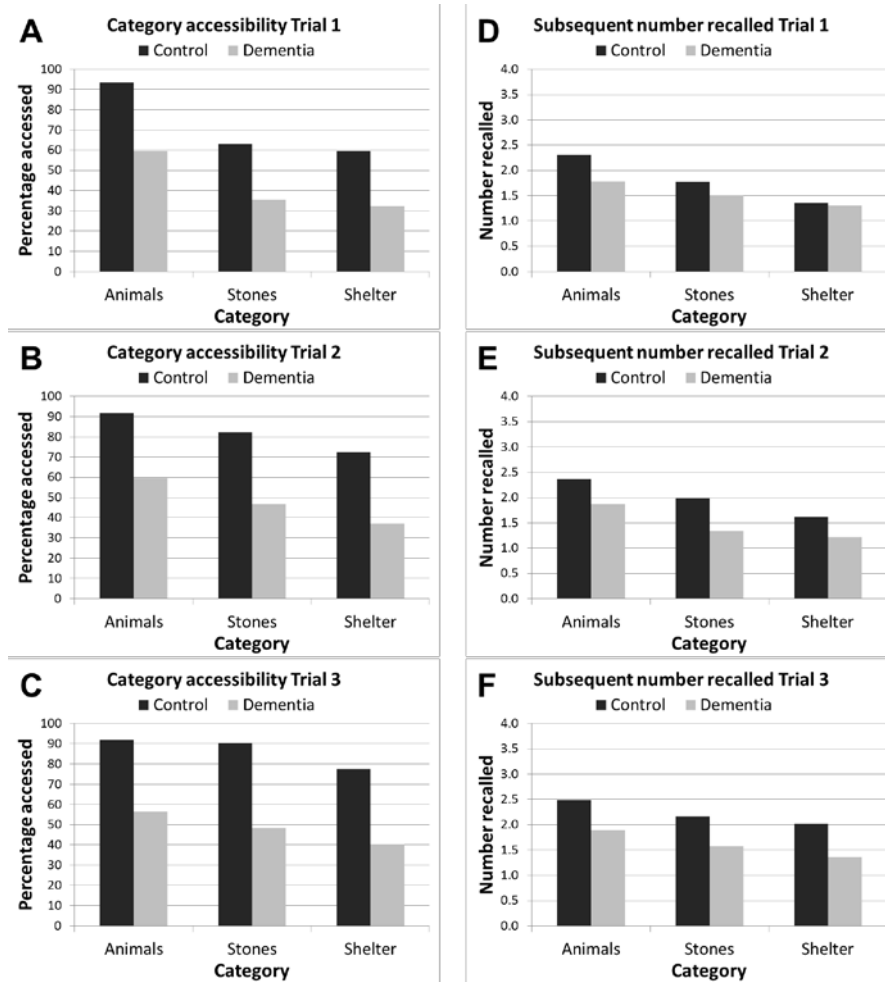 A
Category accessibility Trial 1
Control Dementia
Percentage accessed
100
90
80
70
60
50
40
30
20
10
0
Animals Stones Shelter
Category
D
Subsequent number recalled Trial 1
Control Dementia
Number recalled
4.0
3.5
3.0
2.5
2.0
1.5
1.0
0.5
0.0
Animals Stones Shelter
Category
B
Category accessibility Trial 2
Control Dementia
Percentage accessed
100
90
80
70
60
50
40
30
20
10
0
Animals Stones Shelter
Category
E
Subsequent number recalled Trial 2
Control Dementia
Number recalled
4.0
3.5
3.0
2.5
2.0
1.5
1.0
0.5
0.0
Animals Stones Shelter
Category
C
Category accessibility Trial 3
Control Dementia
Percentage accessed
100
90
80
70
60
50
40
30
20
10
0
Animals Stones Shelter
Category
F
Subsequent number recalled Trial 3
Control Dementia
Number recalled
4.0
3.5
3.0
2.5
2.0
1.5
1.0
0.5
0.0
Animals Stones Shelter
Category